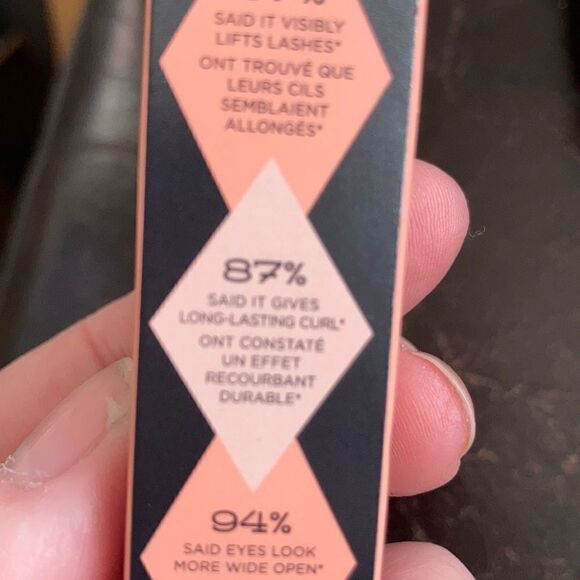 SAID IT VISIBLY
LIFTS LASHES*
ONT TROUVÉ QUE
LEURS CILS
SEMBLAIENT
ALLONGÉS*
87%
SAID IT GIVES
LONG-LASTING CURL*
ONT CONSTATÉ
UN EFFET
RECOURBANT
DURABLE*
94%
SAID EYES LOOK
MORE WIDE OPEN*